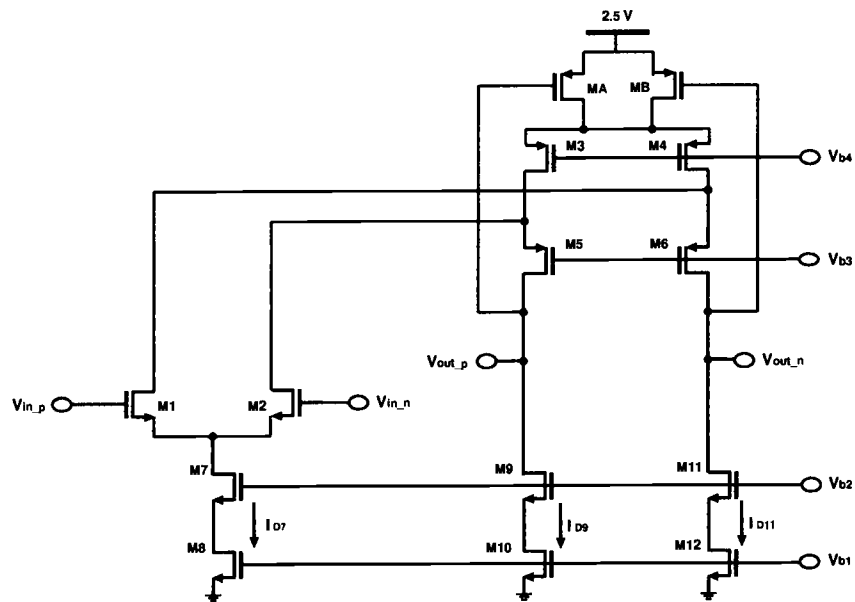 2.5 V
MA
MB
M3
M4
Vb4
M5
M6
Vb3
Vout_p
Vout_n
Vin_p
M1
M2
Vin_n
M7
M9
M11
Vb2
ID7
ID9
ID11
M8
M10
M12
Vb1